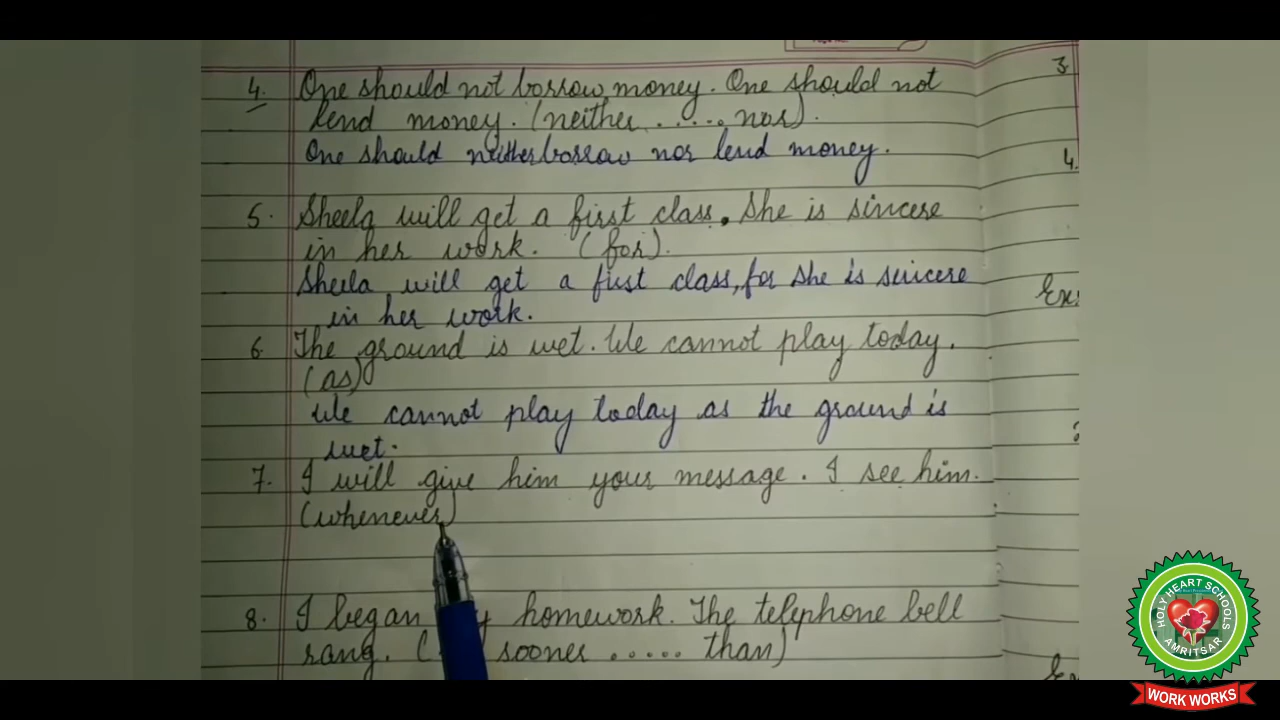 4. One should not borrow money. One should not
lend money. (neither ..... nor).
One should neither borrow nor lend money.
5. Sheela will get a first class. She is sincere
in her work. (for).
Sheela will get a first class, for she is sincere
in her work.
6. The ground is wet. We cannot play today.
(as)
We cannot play today as the ground is
wet.
7. I will give him your message. I see him.
(whenever)
8. I began homework. The telephone bell
rang. ( sooner ..... than)
3
4.
Ex
HOLY HEART SCHOOLS
AMRITSAR
WORK WORKS